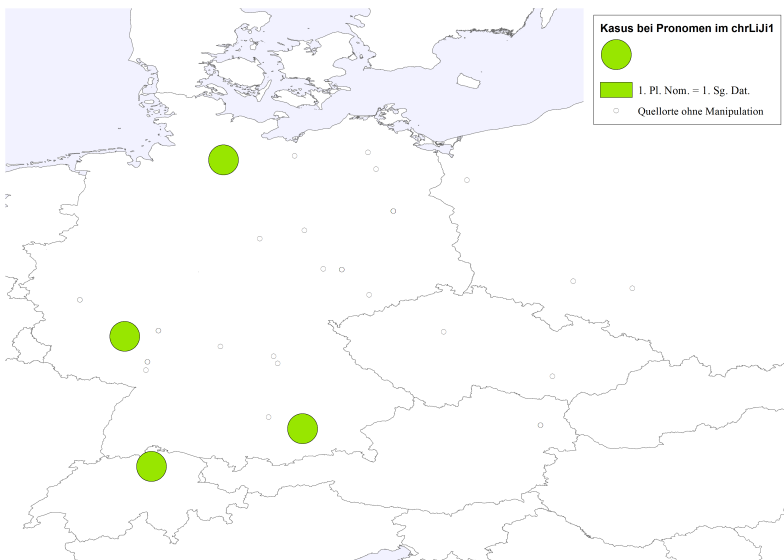 Kasus bei Pronomen im chrLiJi1
1. Pl. Nom. = 1. Sg. Dat.
Quellorte ohne Manipulation